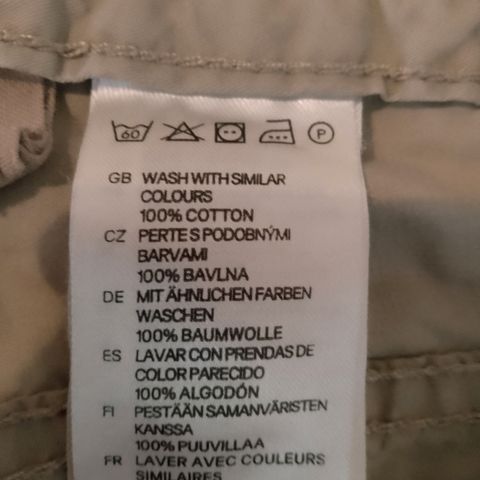 60 P
GB WASH WITH SIMILAR
COLOURS
100% COTTON
CZ PERTE S PODOBNÝMI
BARVAMI
100% BAVLNA
DE MIT ÄHNLICHEN FARBEN
WASCHEN
100% BAUMWOLLE
ES LAVAR CON PRENDAS DE
COLOR PARECIDO
100% ALGODÓN
FI PESTÄÄN SAMANVÄRISTEN
KANSSA
100% PUUVILLAA
FR LAVER AVEC COULEURS
SIMILAIRES